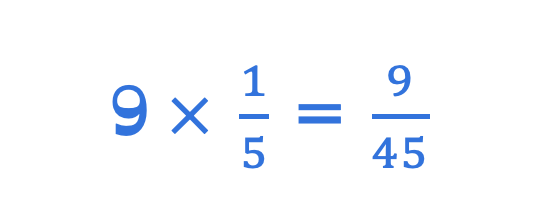 9 × 1/5 = 9/45